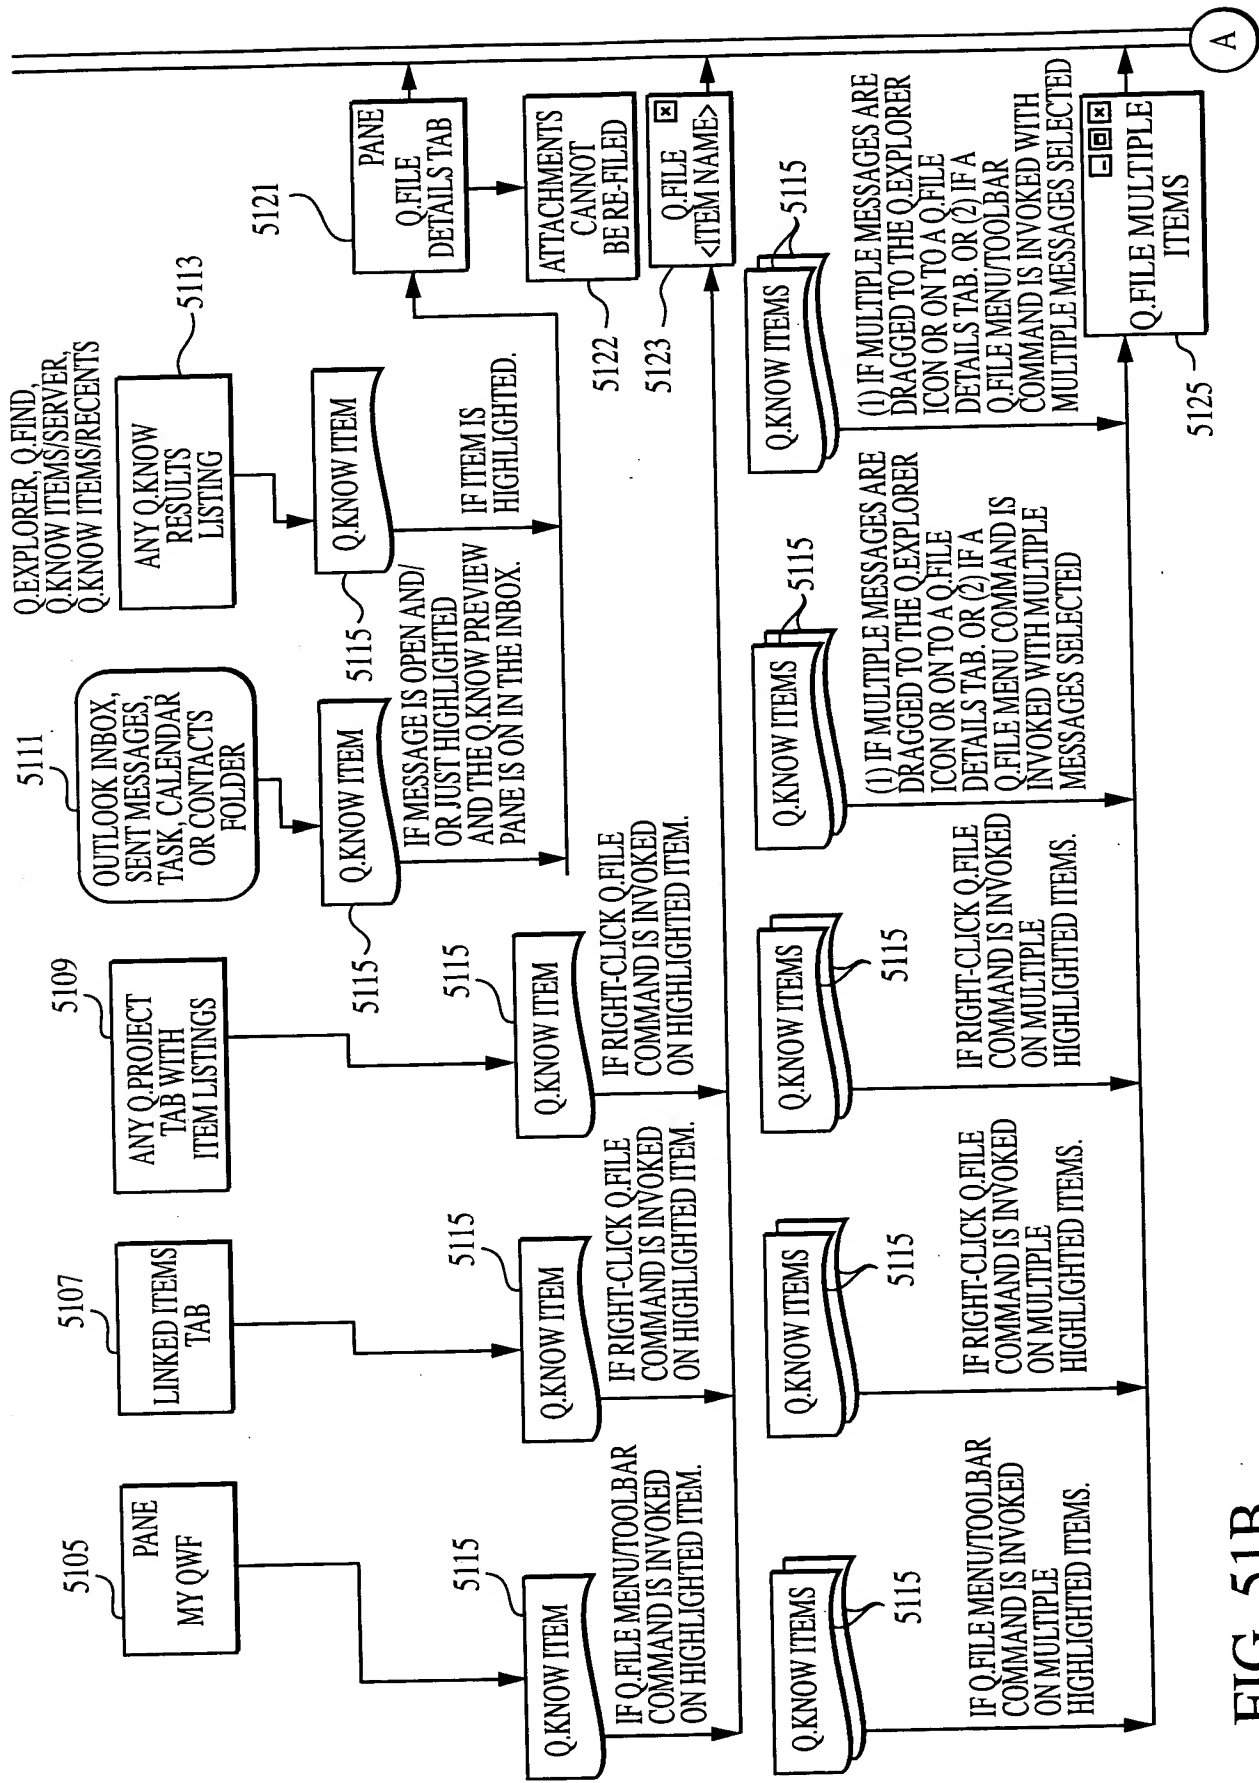 5105
PANE
MY QWF
5107
LINKED ITEMS
TAB
5109
ANY Q.PROJECT
TAB WITH
ITEM LISTINGS
5111
OUTLOOK INBOX,
SENT MESSAGES,
TASK, CALENDAR
OR CONTACTS
FOLDER
Q.EXPLORER, Q.FIND,
Q.KNOW ITEMS/SERVER,
Q.KNOW ITEMS/RECENTS
5113
ANY Q.KNOW
RESULTS
LISTING
5115
Q.KNOW ITEM
5115
Q.KNOW ITEM
IF MESSAGE IS OPEN AND/
OR JUST HIGHLIGHTED
AND THE Q.KNOW PREVIEW
PANE IS ON IN THE INBOX.
IF ITEM IS
HIGHLIGHTED.
5121
PANE
Q.FILE
DETAILS TAB
5122
ATTACHMENTS
CANNOT
BE RE-FILED
5115
Q.KNOW ITEM
IF Q.FILE MENU/TOOLBAR
COMMAND IS INVOKED
ON HIGHLIGHTED ITEM.
5115
Q.KNOW ITEM
IF RIGHT-CLICK Q.FILE
COMMAND IS INVOKED
ON HIGHLIGHTED ITEM.
5115
Q.KNOW ITEM
IF RIGHT-CLICK Q.FILE
COMMAND IS INVOKED
ON HIGHLIGHTED ITEM.
5123
Q.FILE
<ITEM NAME>
Q.KNOW ITEMS
5115
IF Q.FILE MENU/TOOLBAR
COMMAND IS INVOKED
ON MULTIPLE
HIGHLIGHTED ITEMS.
Q.KNOW ITEMS
5115
IF RIGHT-CLICK Q.FILE
COMMAND IS INVOKED
ON MULTIPLE
HIGHLIGHTED ITEMS.
Q.KNOW ITEMS
5115
IF RIGHT-CLICK Q.FILE
COMMAND IS INVOKED
ON MULTIPLE
HIGHLIGHTED ITEMS.
Q.KNOW ITEMS
5115
(1) IF MULTIPLE MESSAGES ARE
DRAGGED TO THE Q.EXPLORER
ICON OR ON TO A Q.FILE
DETAILS TAB. OR (2) IF A
Q.FILE MENU COMMAND IS
INVOKED WITH MULTIPLE
MESSAGES SELECTED
Q.KNOW ITEMS
5115
(1) IF MULTIPLE MESSAGES ARE
DRAGGED TO THE Q.EXPLORER
ICON OR ON TO A Q.FILE
DETAILS TAB. OR (2) IF A
Q.FILE MENU/TOOLBAR
COMMAND IS INVOKED WITH
MULTIPLE MESSAGES SELECTED
5125
Q.FILE MULTIPLE
ITEMS
A
FIG. 51B